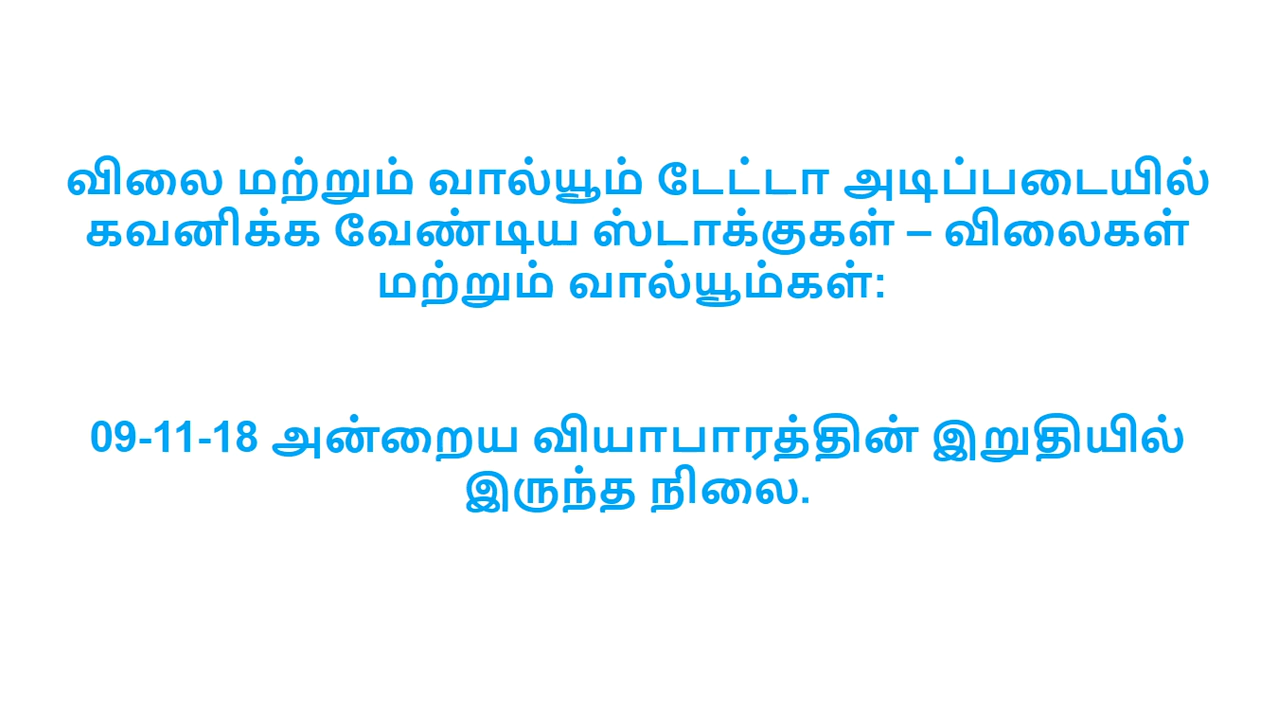 விலை மற்றும் வால்யூம் டேட்டா அடிப்படையில்
கவனிக்க வேண்டிய ஸ்டாக்குகள் – விலைகள்
மற்றும் வால்யூம்கள்:
09-11-18 அன்றைய வியாபாரத்தின் இறுதியில்
இருந்த நிலை.